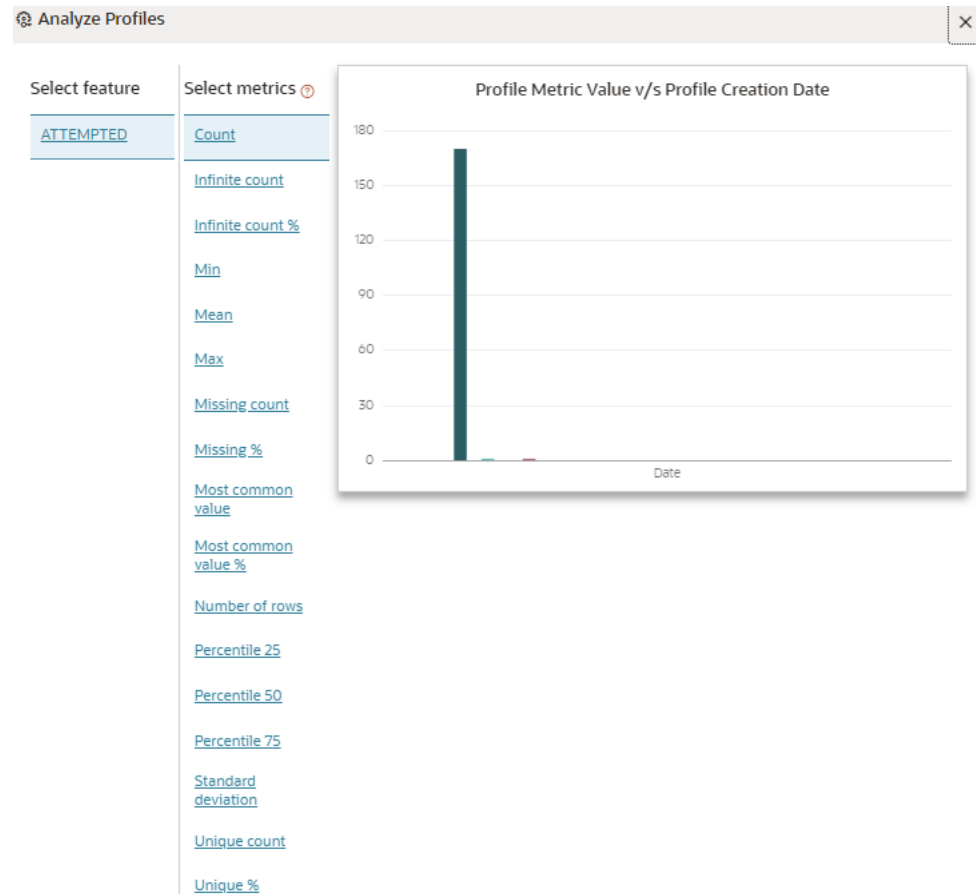 Analyze Profiles
Select feature
ATTEMPTED
Select metrics
Count
Infinite count
Infinite count %
Min
Mean
Max
Missing count
Missing %
Most common
value
Most common
value %
Number of rows
Percentile 25
Percentile 50
Percentile 75
Standard
deviation
Unique count
Unique %
Profile Metric Value v/s Profile Creation Date
180
150
120
90
60
30
0
Date